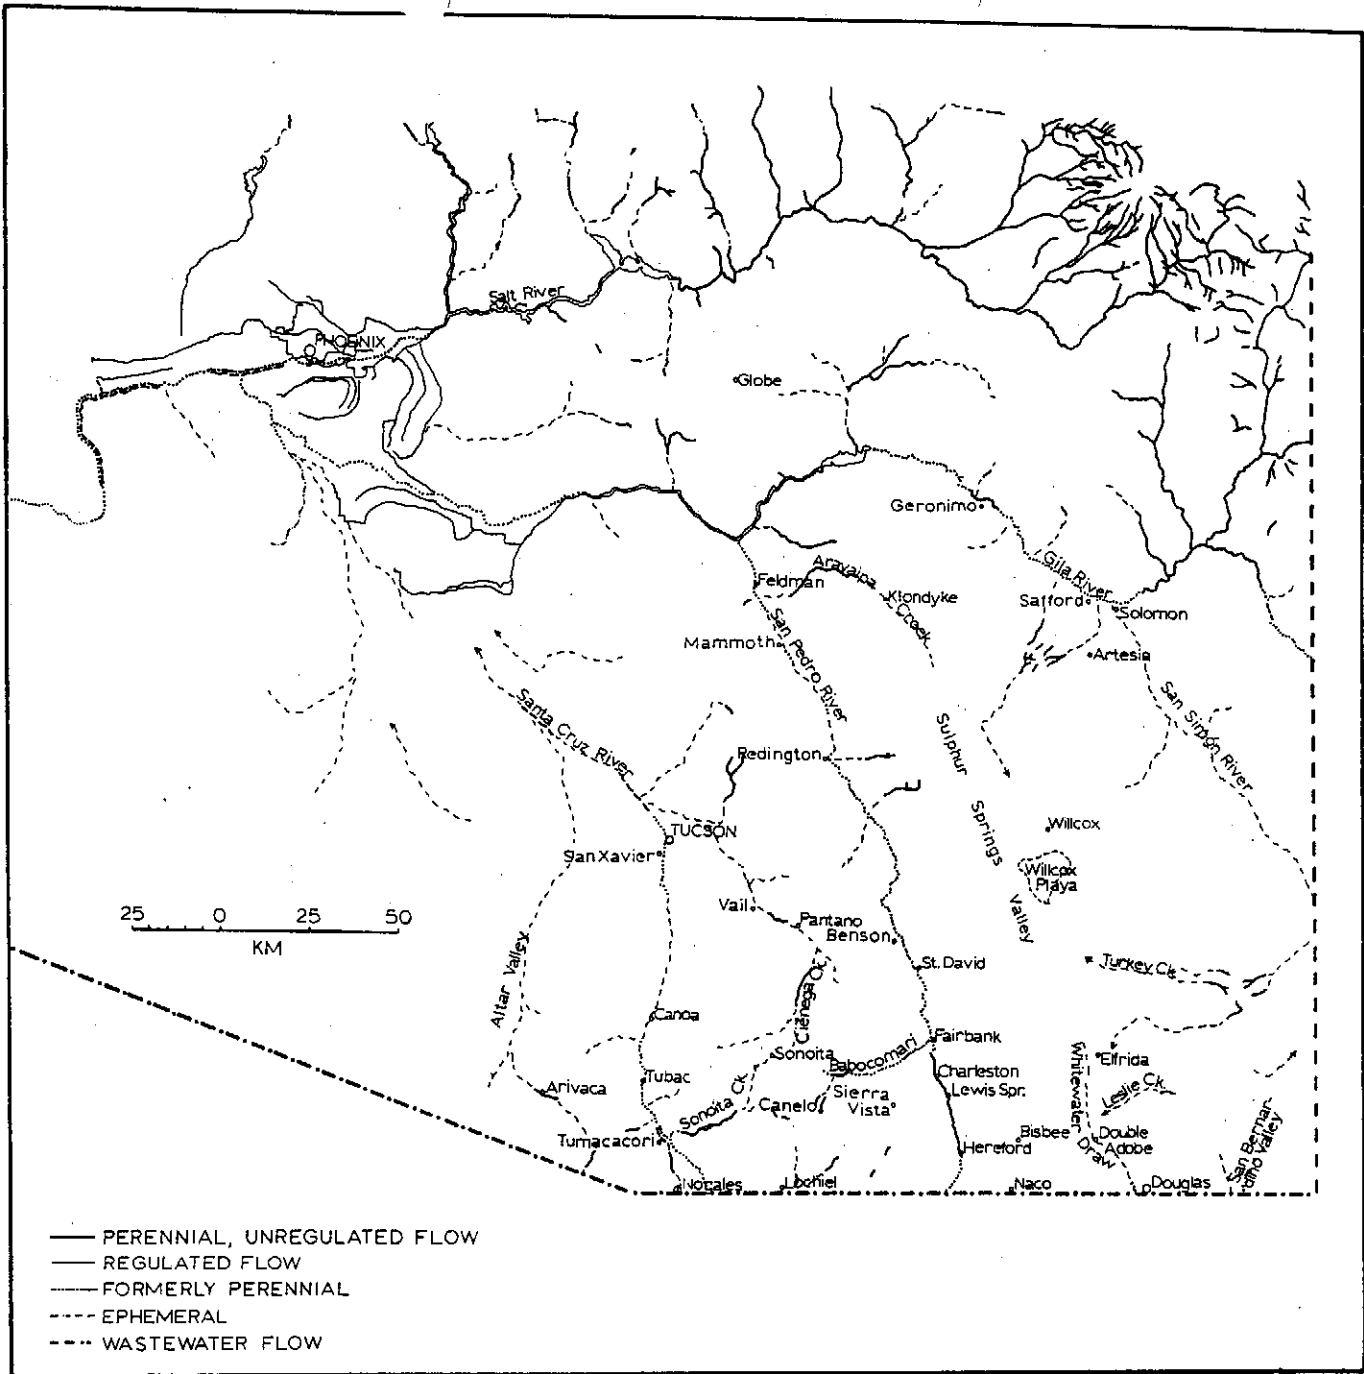 Salt River
PHOENIX
Globe
Geronimo
Gila River
Aravaipa
Creek
Feldman
Klondyke
Safford
Solomon
San Pedro River
Mammoth
Artesia
San Simon River
Santa Cruz River
Sulphur
Springs
Valley
Redington
TUCSON
Willcox
San Xavier
Willcox
Playa
Vail
Pantano
Benson
25 0 25 50
KM
Altar Valley
Cienega Ck.
St. David
Turkey Ck.
Canoa
Fairbank
Sonoita
Babocomari
Whitewater
Draw
Elfrida
Charleston
Tubac
Arivaca
Sonoita Ck.
Canelo
Sierra
Vista
Lewis Spr.
Leslie Ck.
Tumacacori
Hereford
Bisbee
Double
Adobe
San Bernar-
dino Valley
Nogales
Lochiel
Naco
Douglas
PERENNIAL, UNREGULATED FLOW
REGULATED FLOW
FORMERLY PERENNIAL
EPHEMERAL
WASTEWATER FLOW